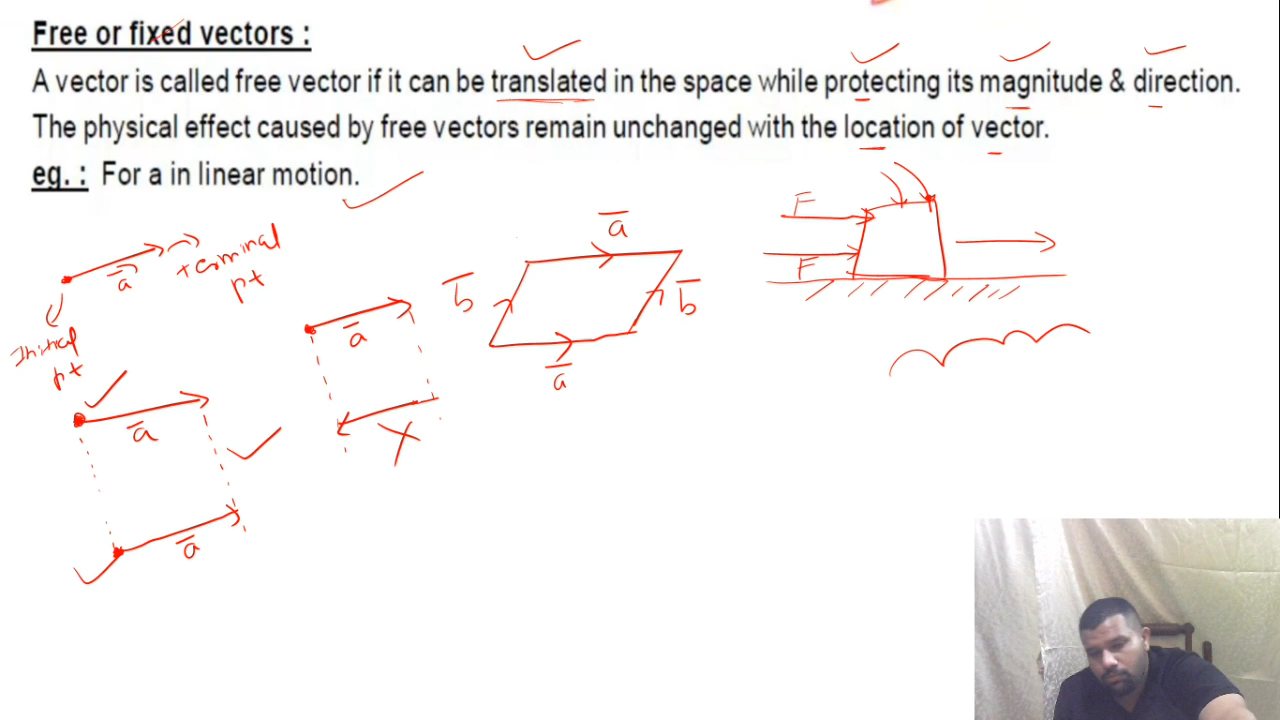 Free or fixed vectors :
A vector is called free vector if it can be translated in the space while protecting its magnitude & direction.
The physical effect caused by free vectors remain unchanged with the location of vector.
eg. : For a in linear motion.
a
terminal
pt
Initial
pt
a
a
a
a
b
b
a
F
F